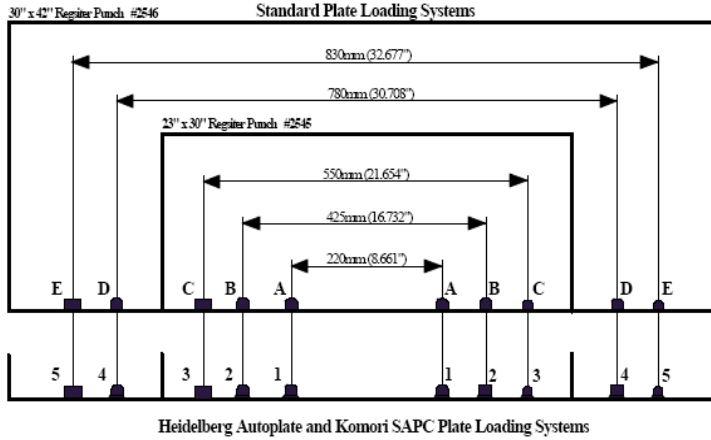 30" x 42" Regsiter Punch #2546
Standard Plate Loading Systems
830mm (32.677")
780mm (30.708")
23" x 30" Regsiter Punch #2545
550mm (21.654")
425mm (16.732")
220mm (8.661")
E D C B A A B C D E
5 4 3 2 1 1 2 3 4 5
Heidelberg Autoplate and Komori SAPC Plate Loading Systems